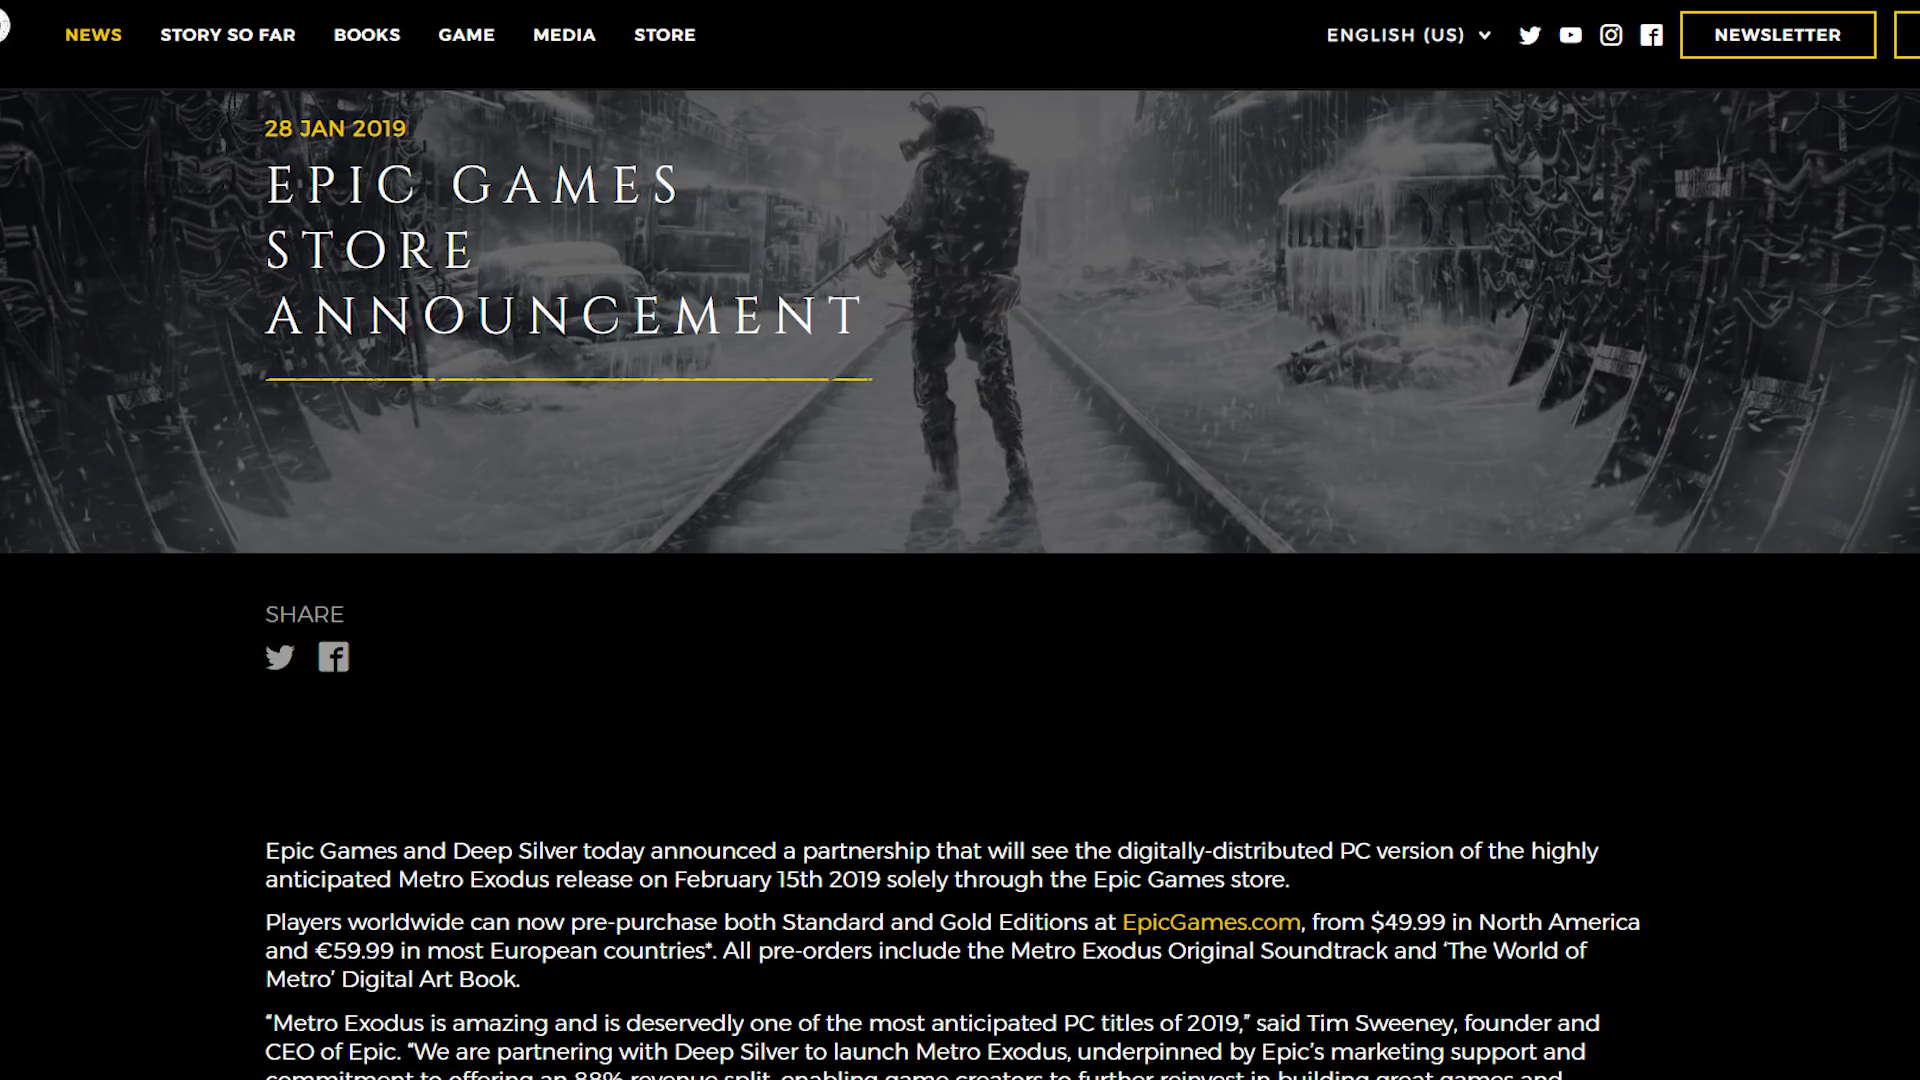 NEWS STORY SO FAR BOOKS GAME MEDIA STORE ENGLISH (US) NEWSLETTER
28 JAN 2019
EPIC GAMES
STORE
ANNOUNCEMENT
SHARE
Epic Games and Deep Silver today announced a partnership that will see the digitally-distributed PC version of the highly
anticipated Metro Exodus release on February 15th 2019 solely through the Epic Games store.
Players worldwide can now pre-purchase both Standard and Gold Editions at EpicGames.com, from $49.99 in North America
and €59.99 in most European countries*. All pre-orders include the Metro Exodus Original Soundtrack and ‘The World of
Metro’ Digital Art Book.
“Metro Exodus is amazing and is deservedly one of the most anticipated PC titles of 2019,” said Tim Sweeney, founder and
CEO of Epic. “We are partnering with Deep Silver to launch Metro Exodus, underpinned by Epic’s marketing support and
commitment to offering an 88% revenue split, enabling game creators to further reinvest in building great games and